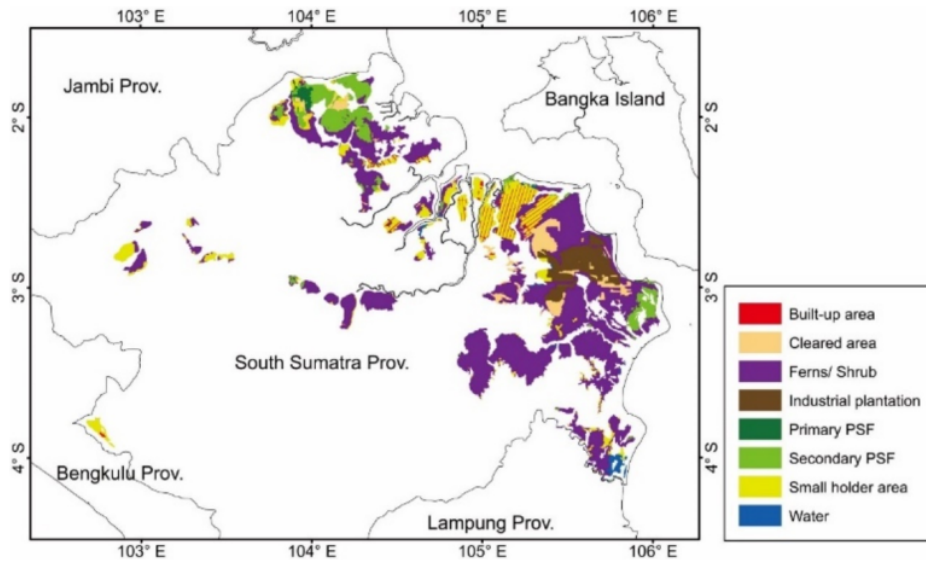 103° E 104° E 105° E 106° E
Jambi Prov.
Bangka Island
2° S 2° S
3° S 3° S
South Sumatra Prov.
4° S 4° S
Bengkulu Prov.
Lampung Prov.
103° E 104° E 105° E 106° E
Built-up area
Cleared area
Ferns/ Shrub
Industrial plantation
Primary PSF
Secondary PSF
Small holder area
Water